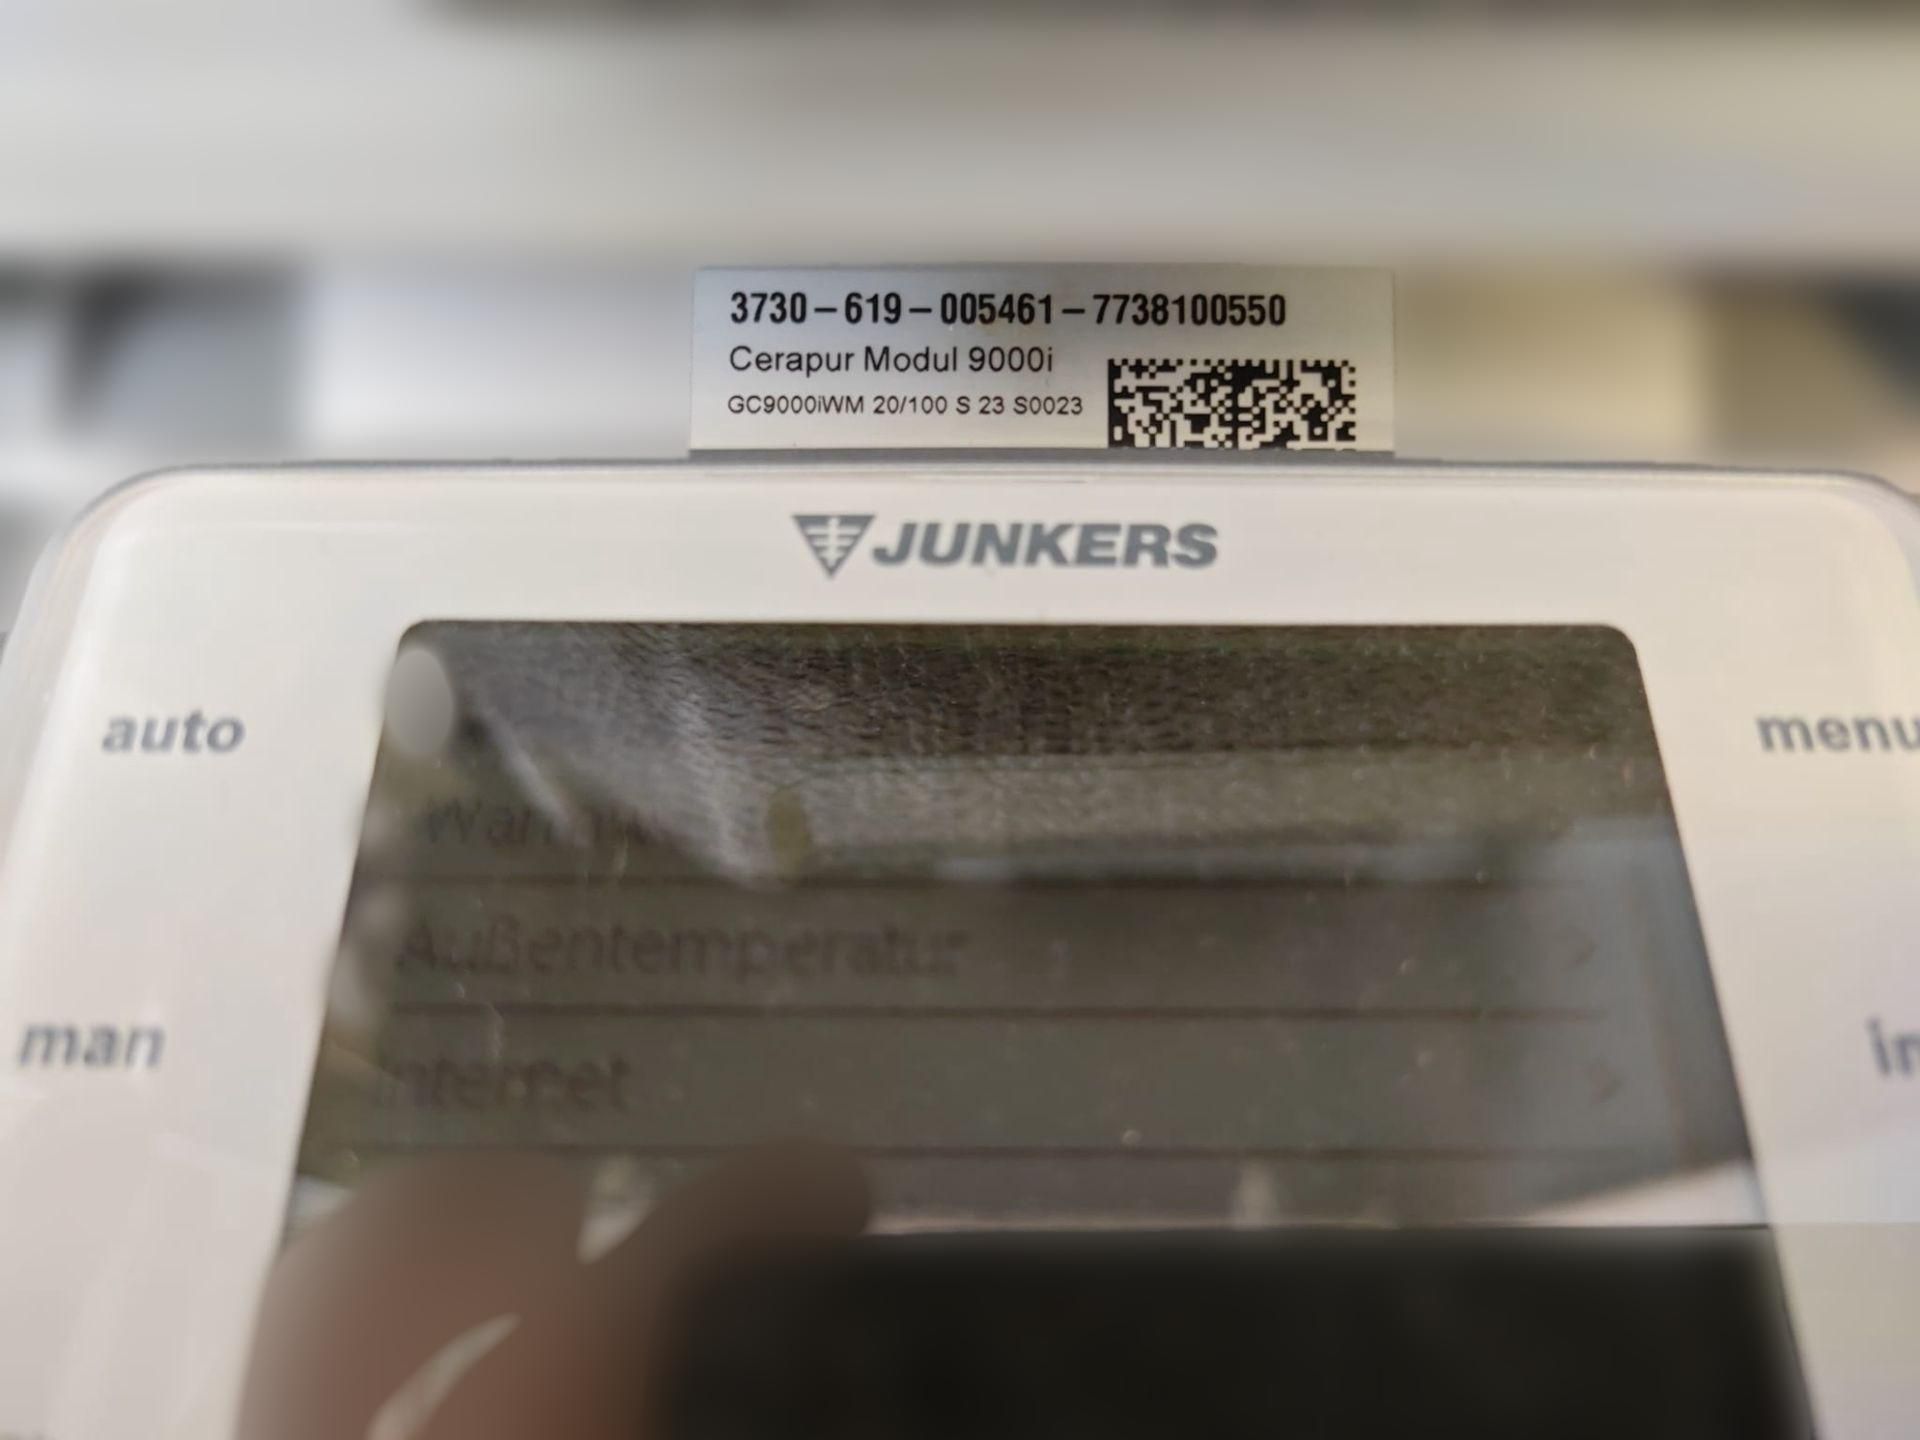 3730–619–005461–7738100550
Cerapur Modul 9000i
GC9000iWM 20/100 S 23 S0023
JUNKERS
auto
menu
Außentemperatur
man
Internet